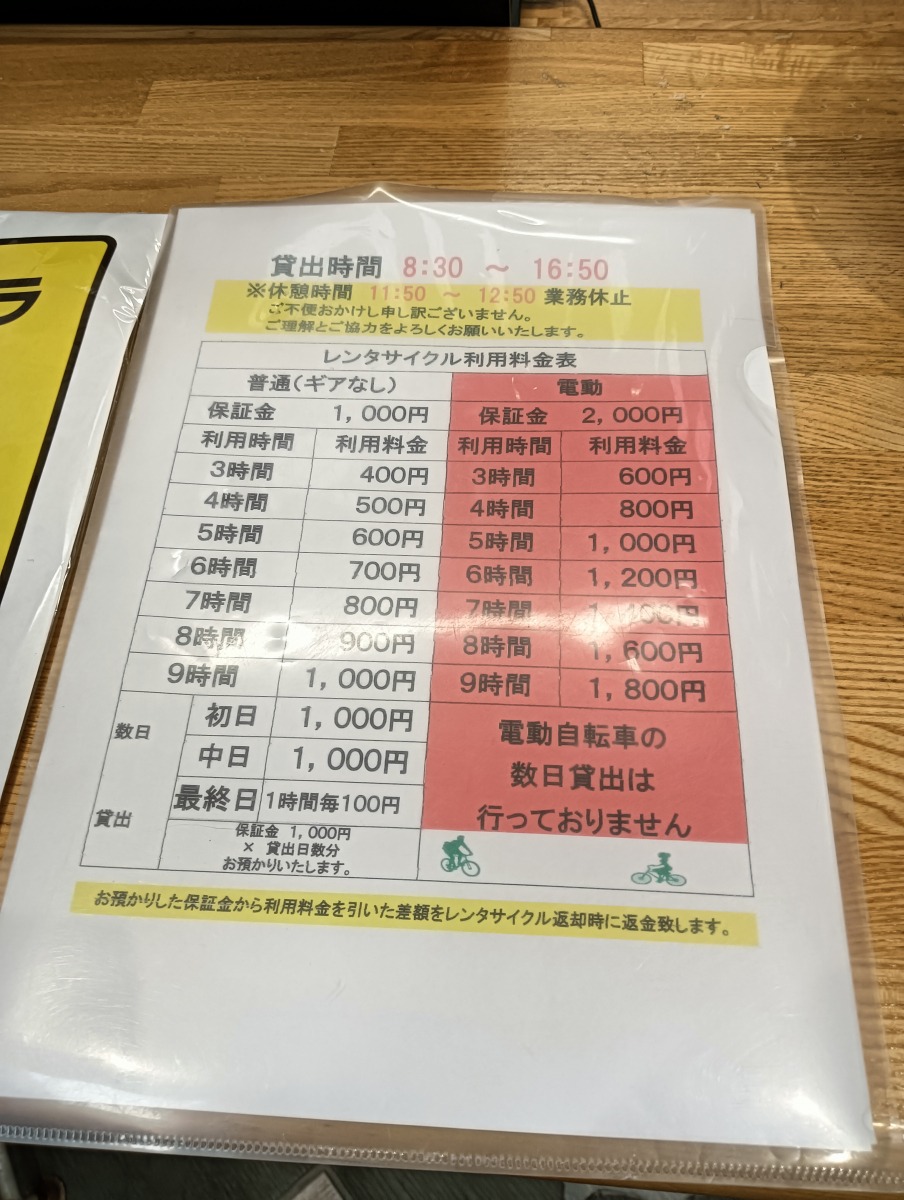 貸出時間 8:30 ～ 16:50
※休憩時間 11:50 ～ 12:50 業務休止
ご不便おかけし申し訳ございません。
ご理解とご協力をよろしくお願いいたします。
レンタサイクル利用料金表
普通(ギアなし) 電動
保証金 1,000円 保証金 2,000円
利用時間 利用料金 利用時間 利用料金
3時間 400円 3時間 600円
4時間 500円 4時間 800円
5時間 600円 5時間 1,000円
6時間 700円 6時間 1,200円
7時間 800円 7時間 1,400円
8時間 900円 8時間 1,600円
9時間 1,000円 9時間 1,800円
数日 初日 1,000円
中日 1,000円
貸出 最終日 1時間毎100円
保証金 1,000円
× 貸出日数分
お預かりいたします。
電動自転車の
数日貸出は
行っておりません
お預かりした保証金から利用料金を引いた差額をレンタサイクル返却時に返金致します。